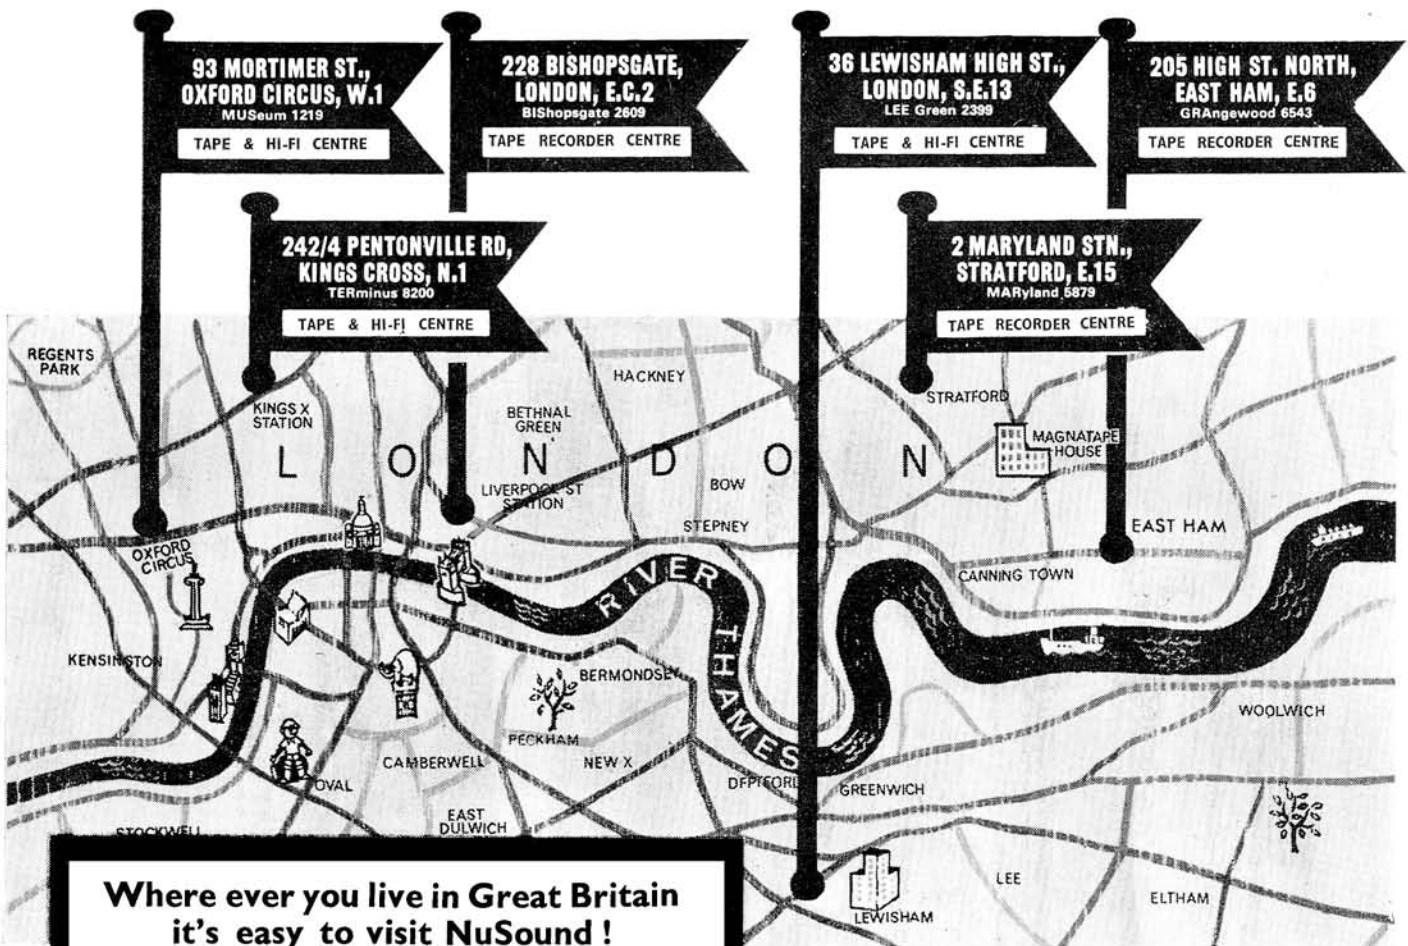 93 MORTIMER ST.,
OXFORD CIRCUS, W.1
MUSeum 1219
TAPE & HI-FI CENTRE
228 BISHOPSGATE,
LONDON, E.C.2
BIShopsgate 2609
TAPE RECORDER CENTRE
36 LEWISHAM HIGH ST.,
LONDON, S.E.13
LEE Green 2399
TAPE & HI-FI CENTRE
205 HIGH ST. NORTH,
EAST HAM, E.6
GRAngewood 6543
TAPE RECORDER CENTRE
242/4 PENTONVILLE RD,
KINGS CROSS, N.1
TERminus 8200
TAPE & HI-FI CENTRE
2 MARYLAND STN.,
STRATFORD, E.15
MARyland 5879
TAPE RECORDER CENTRE
REGENTS
PARK
KINGS X
STATION
HACKNEY
BETHNAL
GREEN
STRATFORD
MAGNATAPE
HOUSE
LONDON
LIVERPOOL ST
STATION
BOW
STEPNEY
EAST HAM
OXFORD
CIRCUS
CANNING TOWN
RIVER THAMES
KENSINGTON
BERMONDSEY
WOOLWICH
PECKHAM
CAMBERWELL
NEW X
OVAL
DEPTFORD
GREENWICH
EAST
DULWICH
STOCKWELL
LEE
ELTHAM
LEWISHAM
Where ever you live in Great Britain
it's easy to visit NuSound !